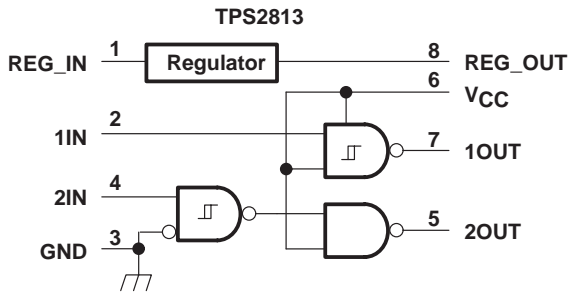 TPS2813
REG_IN 1 Regulator 8 REG_OUT
6 VCC
1IN 2
7 1OUT
2IN 4
5 2OUT
GND 3